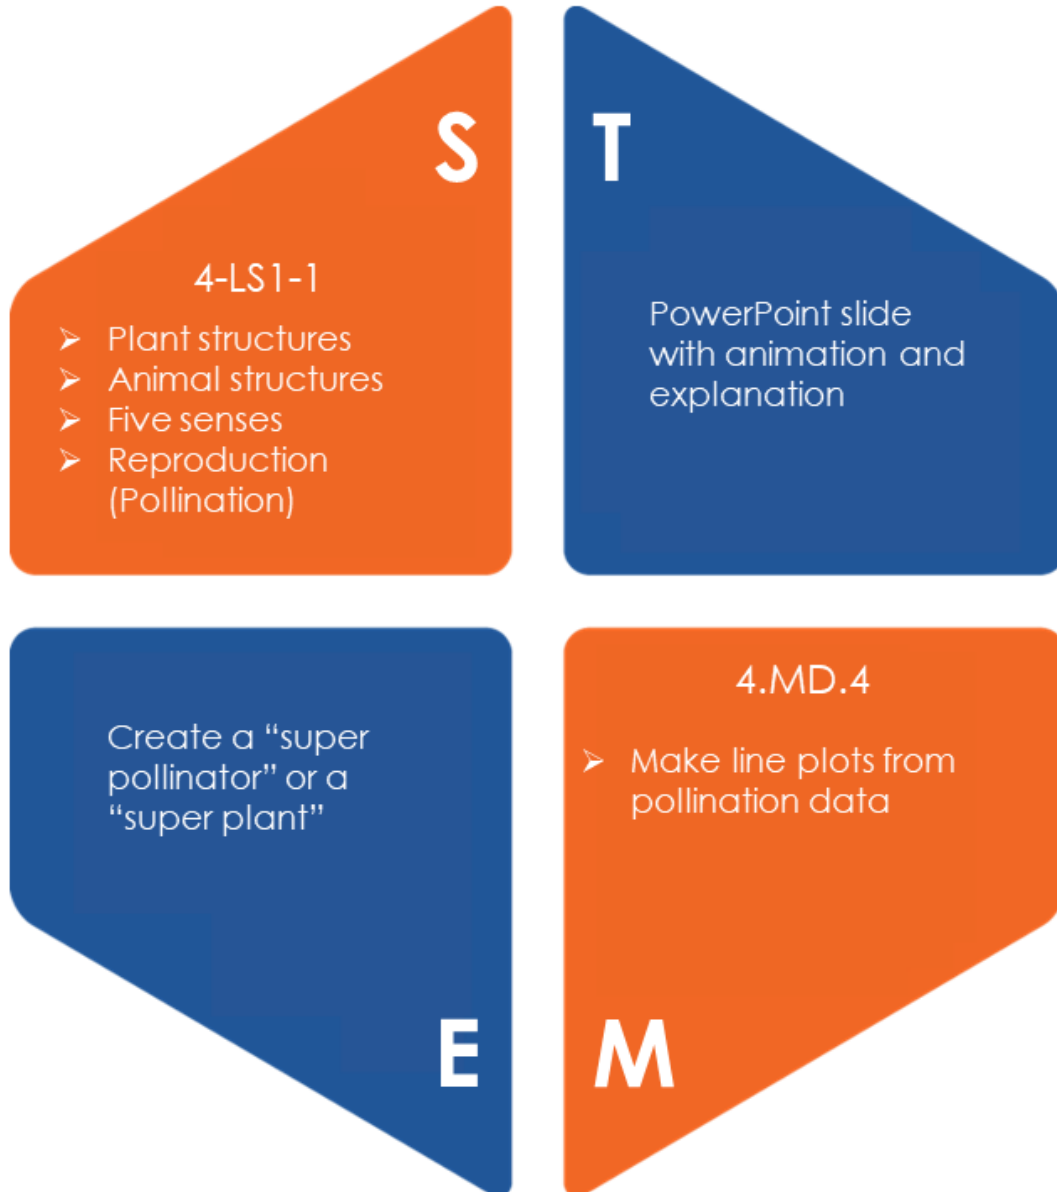 S
4-LS1-1
➢ Plant structures
➢ Animal structures
➢ Five senses
➢ Reproduction
(Pollination)
T
PowerPoint slide
with animation and
explanation
Create a “super
pollinator” or a
“super plant”
E
4.MD.4
➢ Make line plots from
pollination data
M